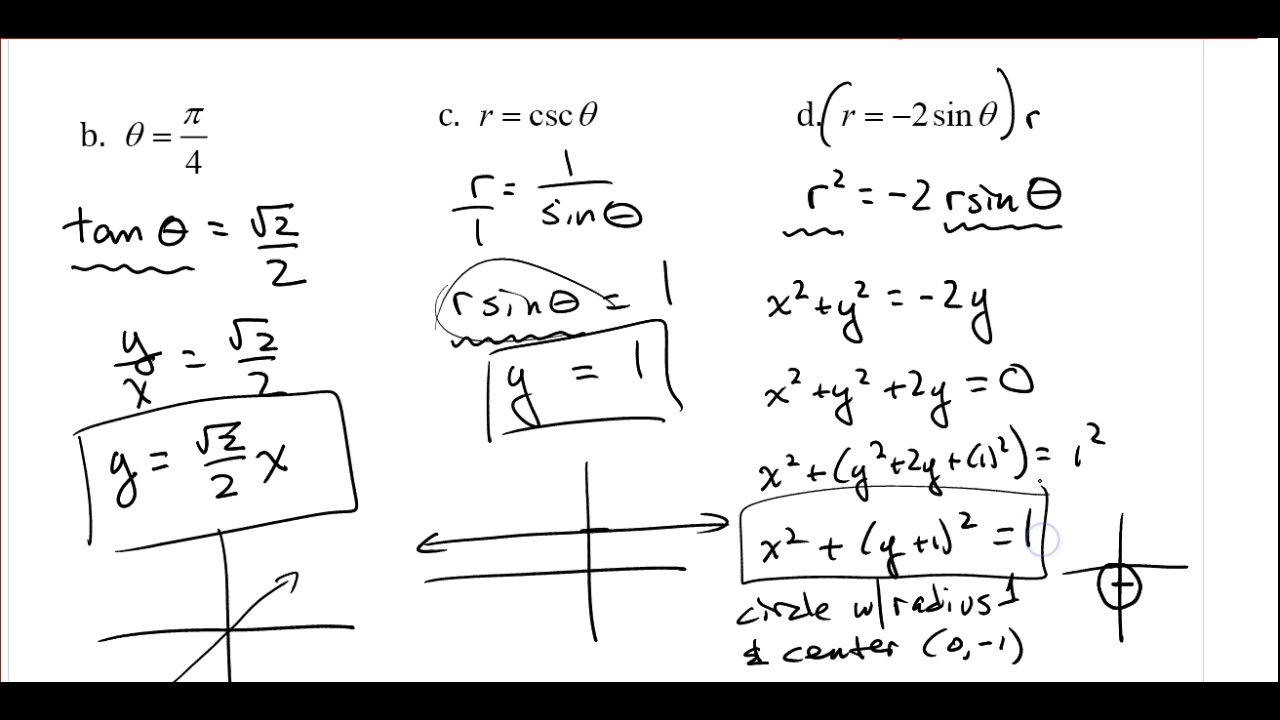 b. θ = π/4
tan θ = √2/2
y/x = √2/2
y = √2/2 x
c. r = csc θ
r/1 = 1/sin θ
r sin θ = 1
y = 1
d. (r = −2 sin θ) r
r² = −2 r sin θ
x² + y² = −2y
x² + y² + 2y = 0
x² + (y² + 2y + (1)²) = 1²
x² + (y + 1)² = 1
circle w/ radius 1
& center (0, −1)